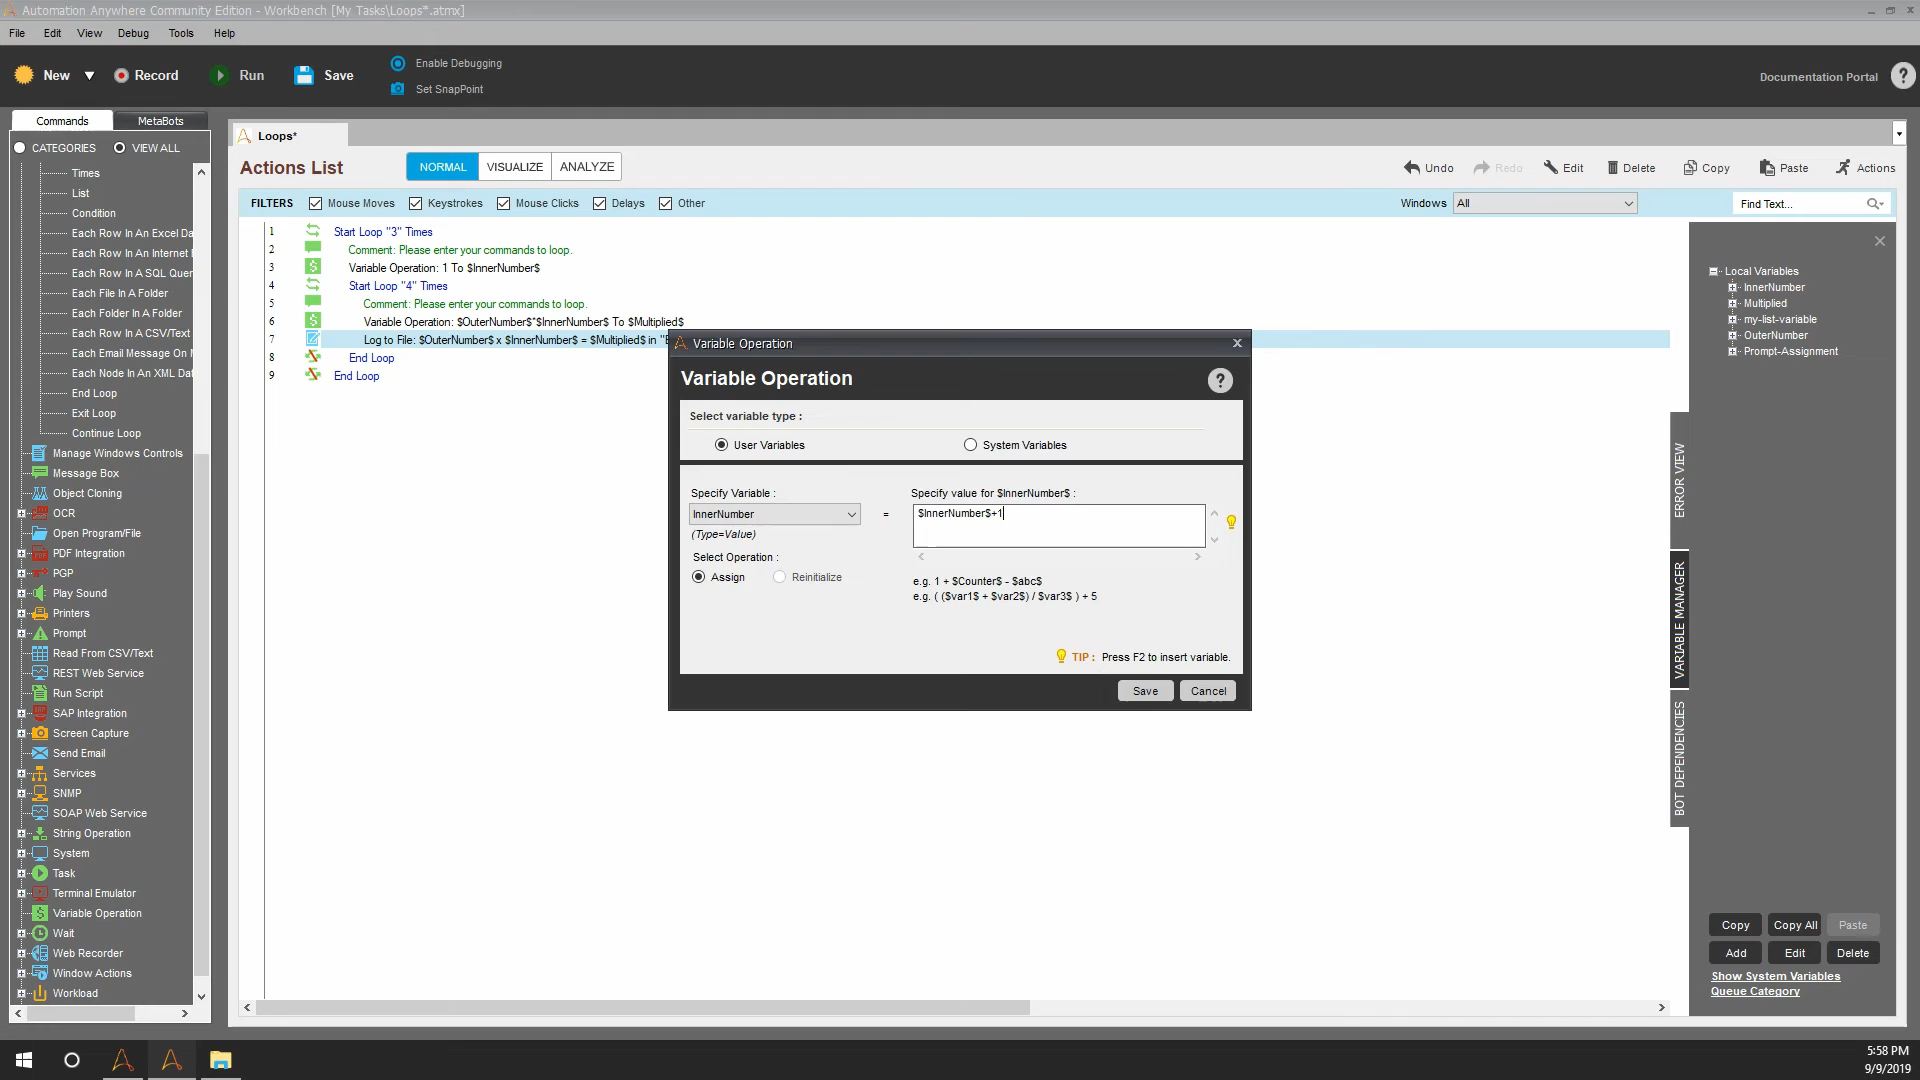 Automation Anywhere Community Edition - Workbench [My Tasks\Loops*.atmx]
File Edit View Debug Tools Help
New Record Run Save
Enable Debugging
Set SnapPoint
Documentation Portal ?
Commands MetaBots
CATEGORIES VIEW ALL
Times
List
Condition
Each Row In An Excel Da
Each Row In An Internet
Each Row In A SQL Quer
Each File In A Folder
Each Folder In A Folder
Each Row In A CSV/Text
Each Email Message On
Each Node In An XML Dat
End Loop
Exit Loop
Continue Loop
Manage Windows Controls
Message Box
Object Cloning
OCR
Open Program/File
PDF Integration
PGP
Play Sound
Printers
Prompt
Read From CSV/Text
REST Web Service
Run Script
SAP Integration
Screen Capture
Send Email
Services
SNMP
SOAP Web Service
String Operation
System
Task
Terminal Emulator
Variable Operation
Wait
Web Recorder
Window Actions
Workload
Loops*
Actions List NORMAL VISUALIZE ANALYZE
Undo Redo Edit Delete Copy Paste Actions
FILTERS Mouse Moves Keystrokes Mouse Clicks Delays Other
Windows All Find Text...
1 Start Loop "3" Times
2 Comment: Please enter your commands to loop.
3 Variable Operation: 1 To $InnerNumber$
4 Start Loop "4" Times
5 Comment: Please enter your commands to loop.
6 Variable Operation: $OuterNumber$*$InnerNumber$ To $Multiplied$
7 Log to File: $OuterNumber$ x $InnerNumber$ = $Multiplied$ in
8 End Loop
9 End Loop
Variable Operation x
Variable Operation ?
Select variable type :
User Variables System Variables
Specify Variable : Specify value for $InnerNumber$ :
InnerNumber = $InnerNumber$+1
(Type=Value)
Select Operation :
Assign Reinitialize
e.g. 1 + $Counter$ - $abc$
e.g. ( ($var1$ + $var2$) / $var3$ ) + 5
TIP : Press F2 to insert variable.
Save Cancel
ERROR VIEW
VARIABLE MANAGER
BOT DEPENDENCIES
Local Variables
InnerNumber
Multiplied
my-list-variable
OuterNumber
Prompt-Assignment
Copy Copy All Paste
Add Edit Delete
Show System Variables
Queue Category
5:58 PM
9/9/2019